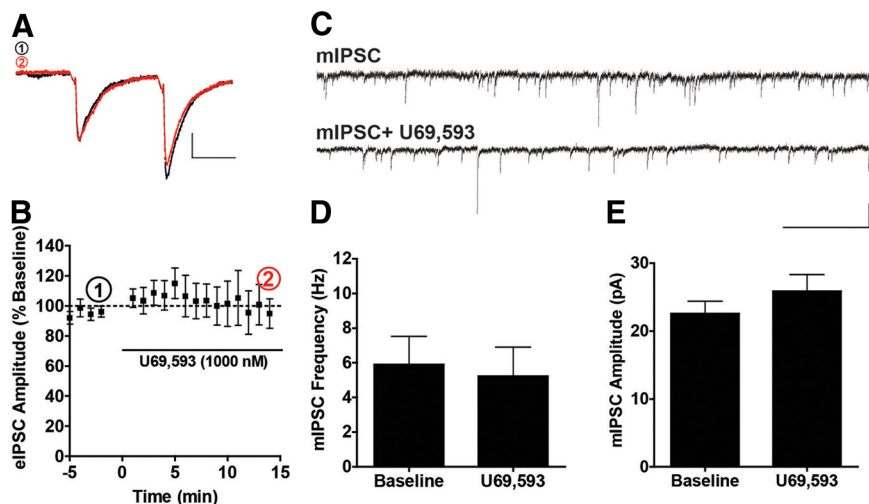 A
①
②
B
eIPSC Amplitude (% Baseline)
140
120
100
80
60
40
20
0
①
②
U69,593 (1000 nM)
-5
0
5
10
15
Time (min)
C
mIPSC
mIPSC+ U69,593
D
mIPSC Frequency (Hz)
12
10
8
6
4
2
0
Baseline
U69,593
E
mIPSC Amplitude (pA)
30
20
10
0
Baseline
U69,593